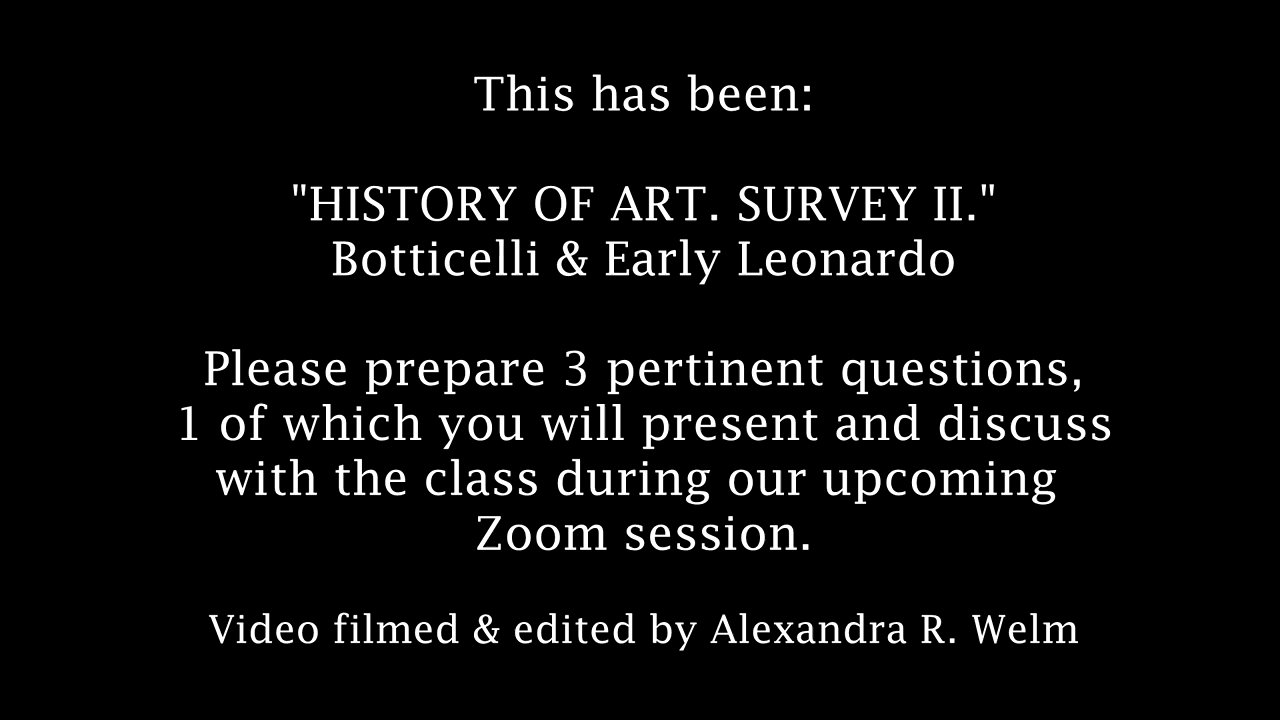 This has been:
"HISTORY OF ART. SURVEY II."
Botticelli & Early Leonardo
Please prepare 3 pertinent questions,
1 of which you will present and discuss
with the class during our upcoming
Zoom session.
Video filmed & edited by Alexandra R. Welm